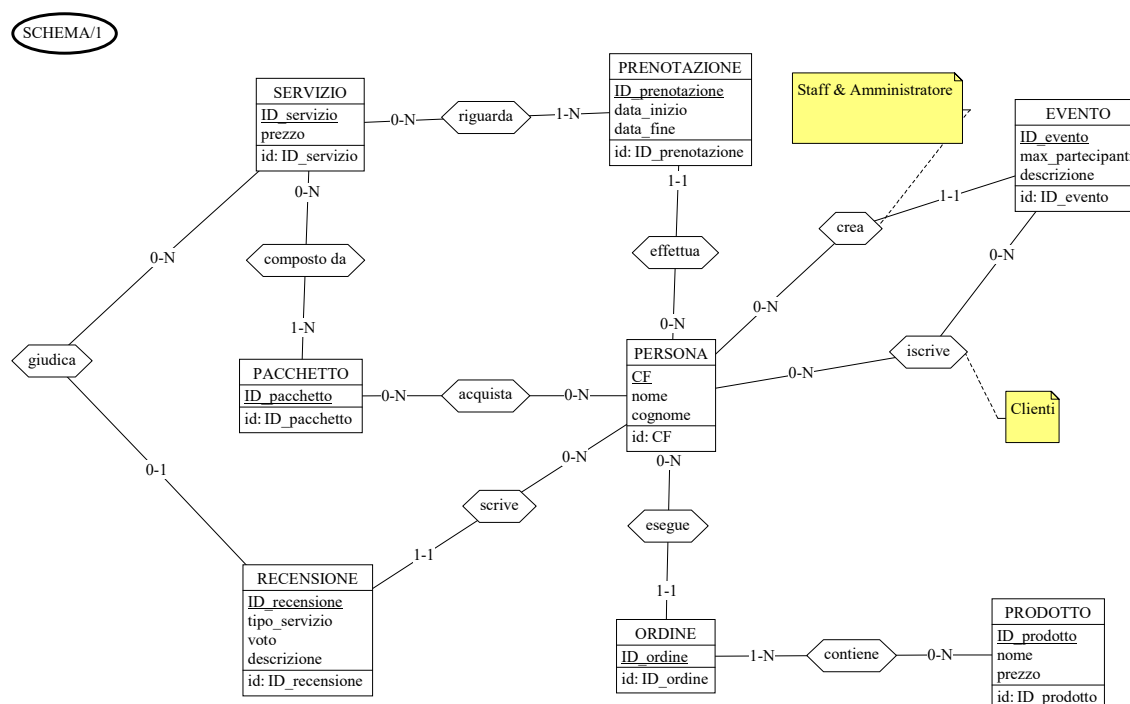 SCHEMA/1
SERVIZIO
ID_servizio
prezzo
id: ID_servizio
0-N
riguarda
1-N
PRENOTAZIONE
ID_prenotazione
data_inizio
data_fine
id: ID_prenotazione
Staff & Amministratore
EVENTO
ID_evento
max_partecipanti
descrizione
id: ID_evento
0-N
composto da
1-N
1-1
effettua
0-N
crea
1-1
0-N
0-N
giudica
0-1
0-N
iscrive
0-N
Clienti
PACCHETTO
ID_pacchetto
id: ID_pacchetto
0-N
acquista
0-N
PERSONA
CF
nome
cognome
id: CF
0-N
scrive
1-1
0-N
esegue
1-1
RECENSIONE
ID_recensione
tipo_servizio
voto
descrizione
id: ID_recensione
ORDINE
ID_ordine
id: ID_ordine
1-N
contiene
0-N
PRODOTTO
ID_prodotto
nome
prezzo
id: ID_prodotto